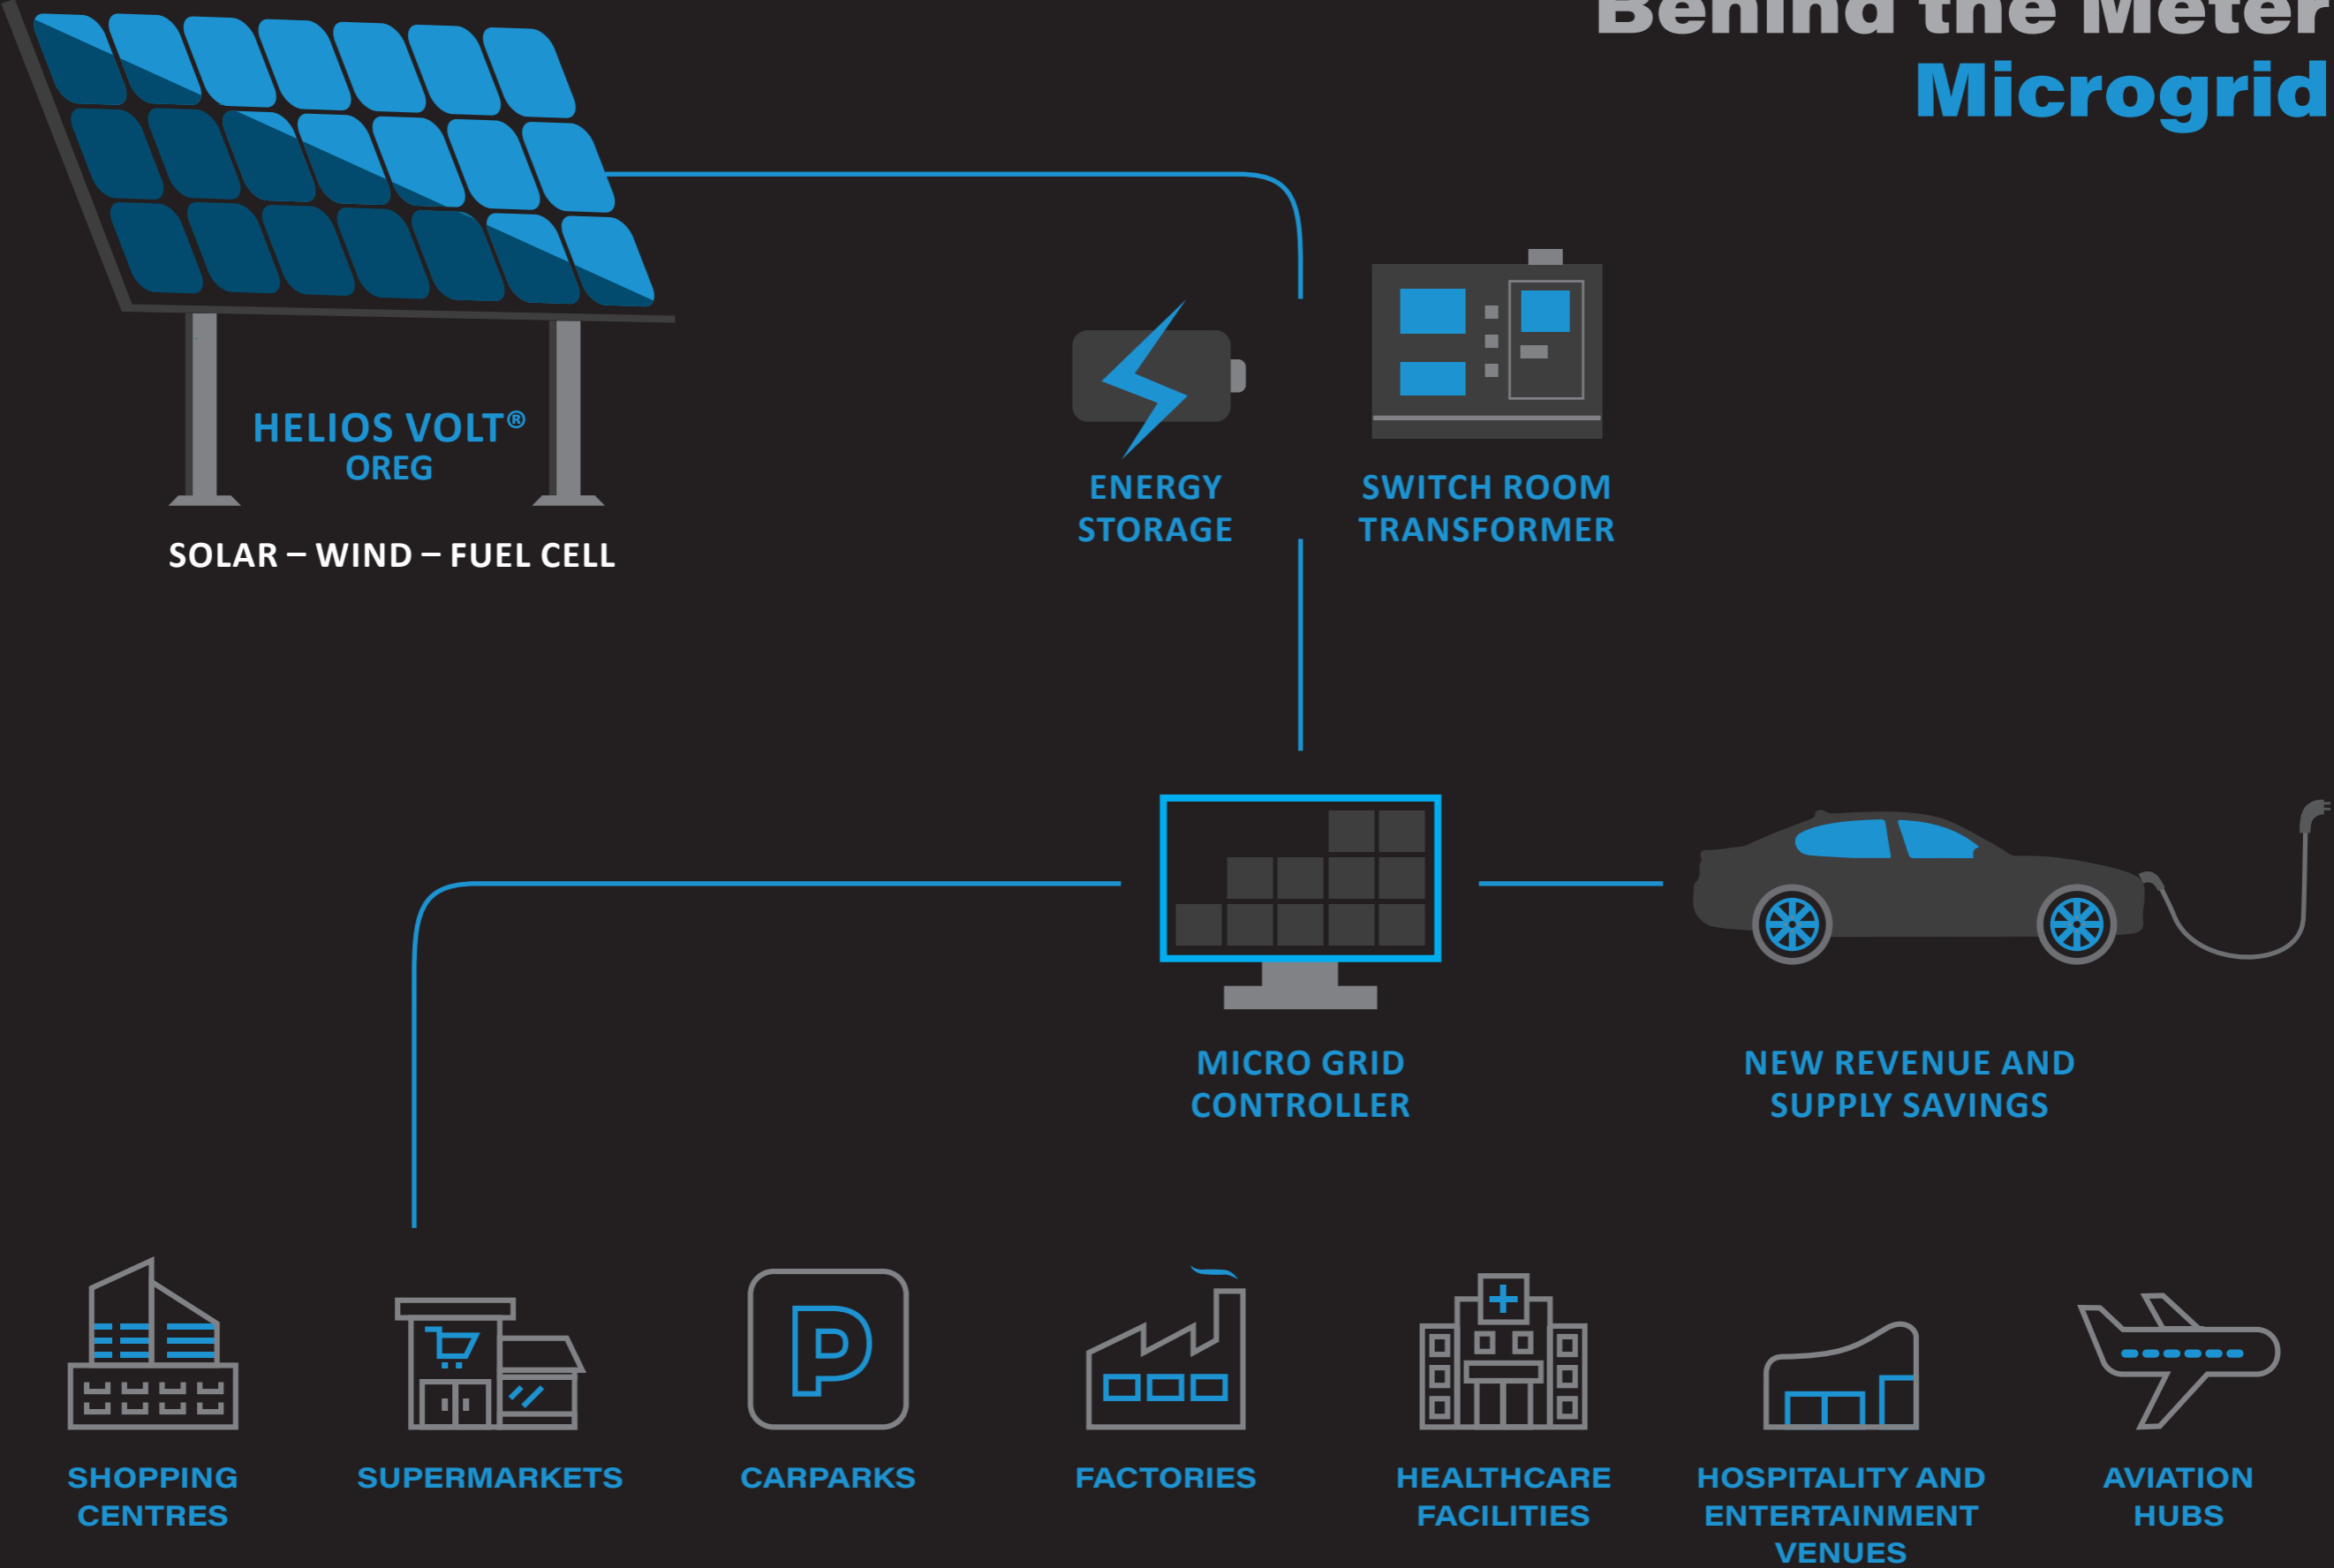 Behind the Meter
Microgrid
HELIOS VOLT®
OREG
SOLAR – WIND – FUEL CELL
ENERGY
STORAGE
SWITCH ROOM
TRANSFORMER
MICRO GRID
CONTROLLER
NEW REVENUE AND
SUPPLY SAVINGS
P
SHOPPING
CENTRES
SUPERMARKETS
CARPARKS
FACTORIES
HEALTHCARE
FACILITIES
HOSPITALITY AND
ENTERTAINMENT
VENUES
AVIATION
HUBS